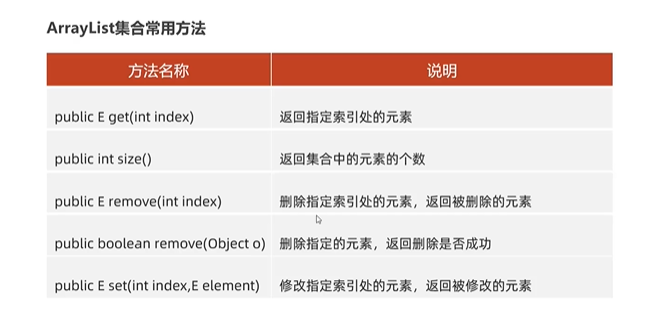 ArrayList集合常用方法
方法名称 说明
public E get(int index) 返回指定索引处的元素
public int size() 返回集合中的元素的个数
public E remove(int index) 删除指定索引处的元素，返回被删除的元素
public boolean remove(Object o) 删除指定的元素，返回删除是否成功
public E set(int index,E element) 修改指定索引处的元素，返回被修改的元素